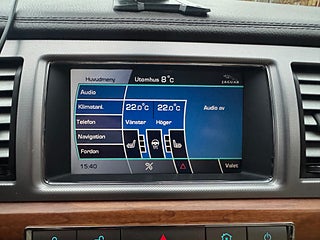 Huvudmeny Utomhus 8°C JAGUAR
Audio
Klimatanl. 22.0°C 22.0°C Audio av
Telefon Vänster Höger
Navigation
Fordon
15:40 Valet